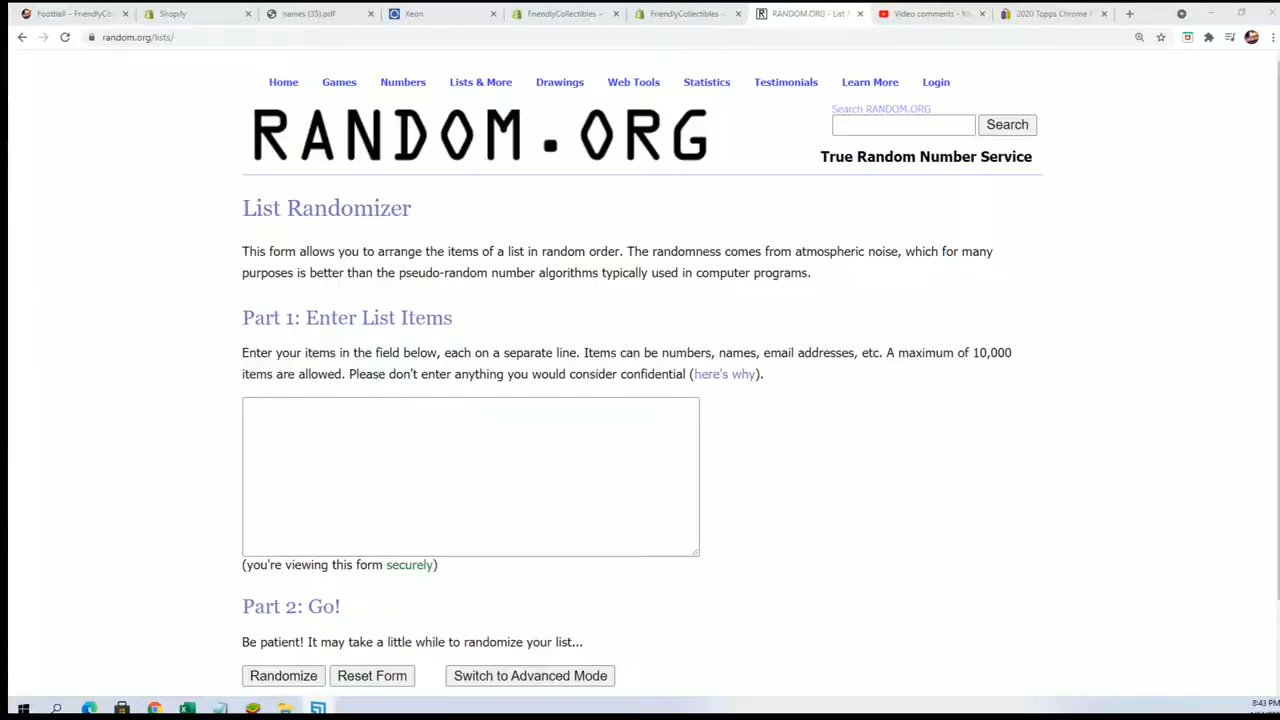 Football – FriendlyCo
Shopify
names (35).pdf
Xeon
FriendlyCollectibles –
FriendlyCollectibles –
RANDOM.ORG - List
Video comments - Yo
2020 Topps Chrome
random.org/lists/
Home Games Numbers Lists & More Drawings Web Tools Statistics Testimonials Learn More Login
RANDOM.ORG
Search RANDOM.ORG
Search
True Random Number Service
List Randomizer
This form allows you to arrange the items of a list in random order. The randomness comes from atmospheric noise, which for many
purposes is better than the pseudo-random number algorithms typically used in computer programs.
Part 1: Enter List Items
Enter your items in the field below, each on a separate line. Items can be numbers, names, email addresses, etc. A maximum of 10,000
items are allowed. Please don't enter anything you would consider confidential (here's why).
(you're viewing this form securely)
Part 2: Go!
Be patient! It may take a little while to randomize your list...
Randomize Reset Form Switch to Advanced Mode
8:43 PM